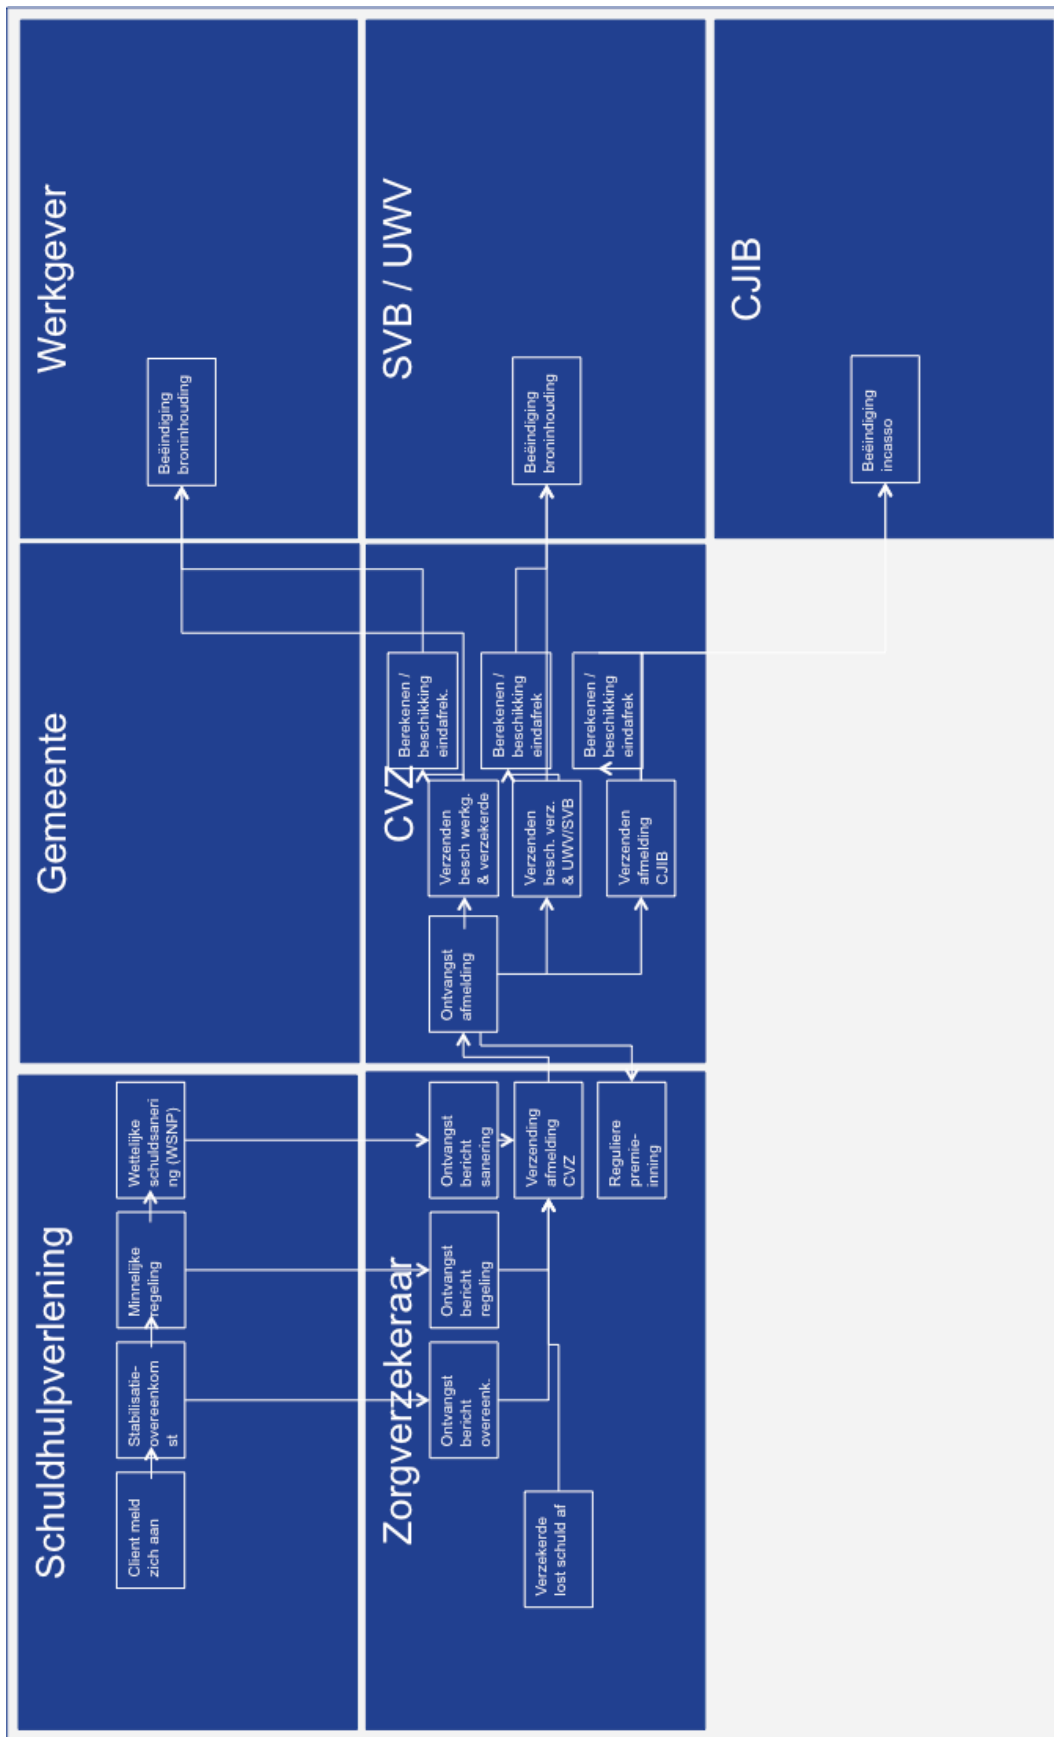 Schuldhulpverlening
Client meld
zich aan
Stabilisatie-
overeenkom
st
Minnelijke
regeling
Wettelijke
schuldsaneri
ng (WSNP)
Gemeente
Werkgever
Beëindiging
broninhouding
Zorgverzekeraar
Verzekerde
lost schuld af
Ontvangst
bericht
overeenk.
Ontvangst
bericht
regeling
Ontvangst
bericht
sanering
Verzending
afmelding
CVZ
Reguliere
premie-
inning
CVZ
Ontvangst
afmelding
Verzenden
besch werkg.
& verzekerde
Verzenden
besch. verz.
& UWV/SVB
Verzenden
afmelding
CJIB
Berekenen /
beschikking
eindafrek.
Berekenen /
beschikking
eindafrek
Berekenen /
beschikking
eindafrek
SVB / UWV
Beëindiging
broninhouding
CJIB
Beëindiging
incasso